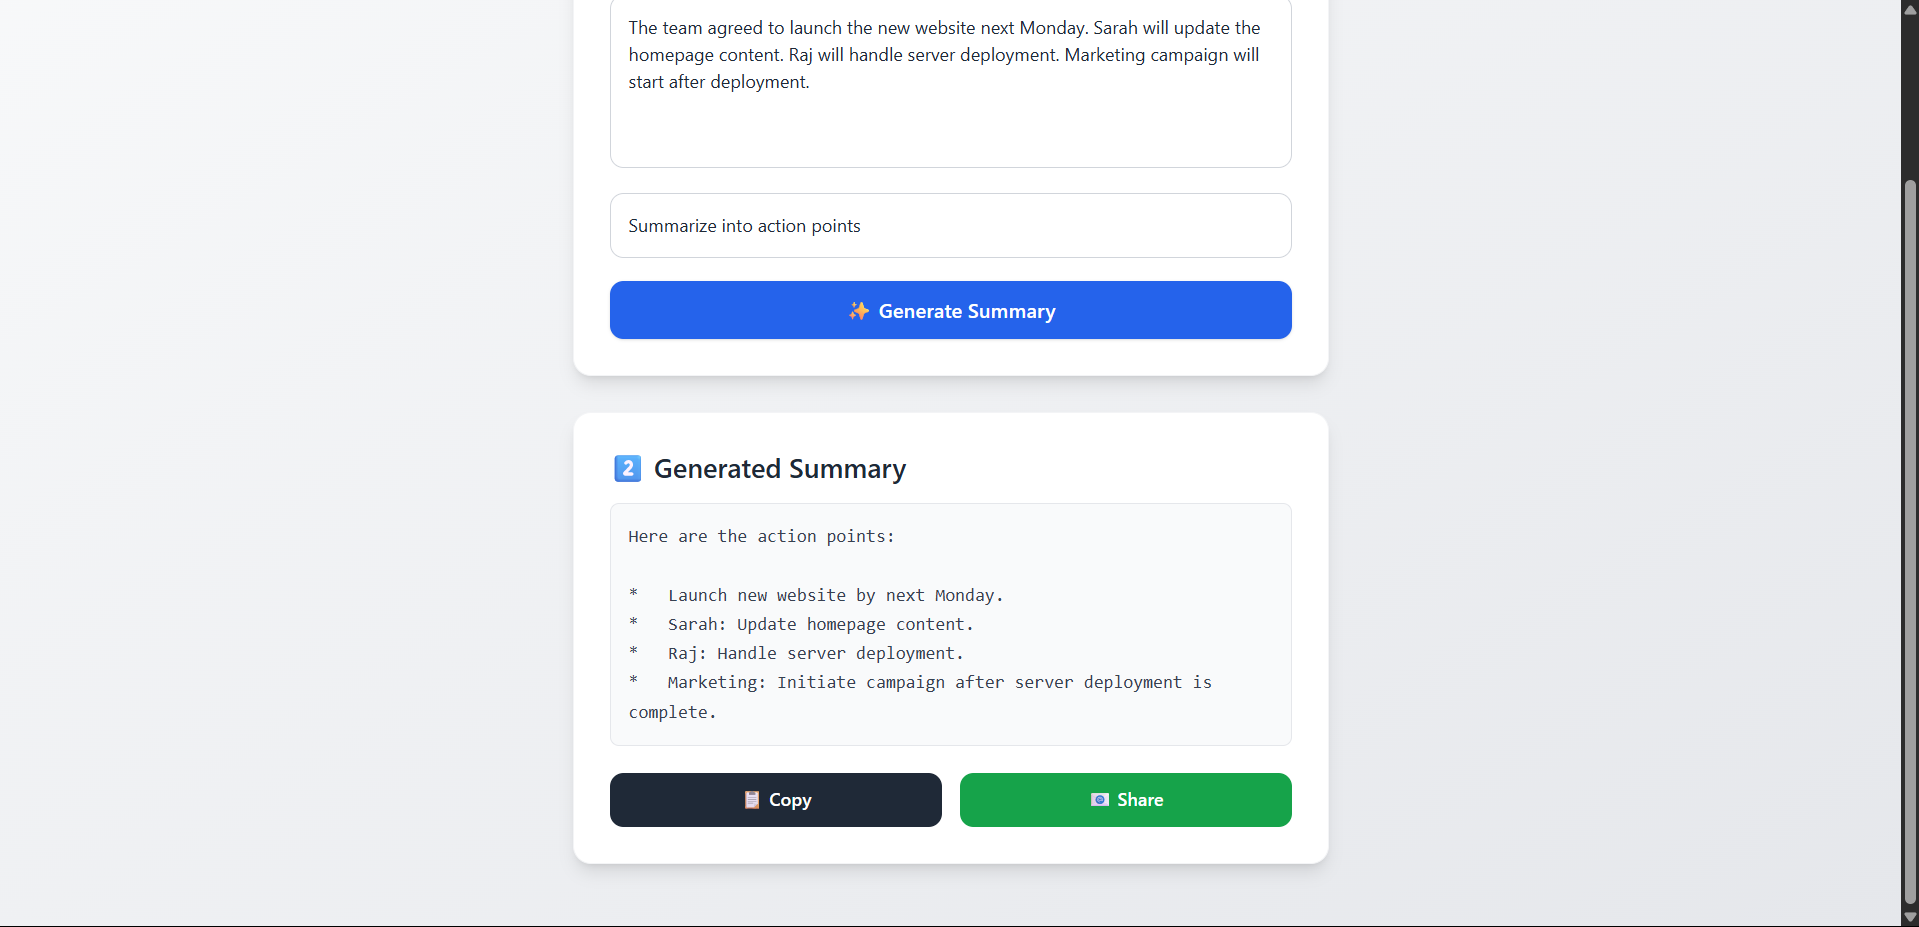 The team agreed to launch the new website next Monday. Sarah will update the
homepage content. Raj will handle server deployment. Marketing campaign will
start after deployment.
Summarize into action points
✨ Generate Summary
2️⃣ Generated Summary
Here are the action points:
*   Launch new website by next Monday.
*   Sarah: Update homepage content.
*   Raj: Handle server deployment.
*   Marketing: Initiate campaign after server deployment is
complete.
📋 Copy
📧 Share